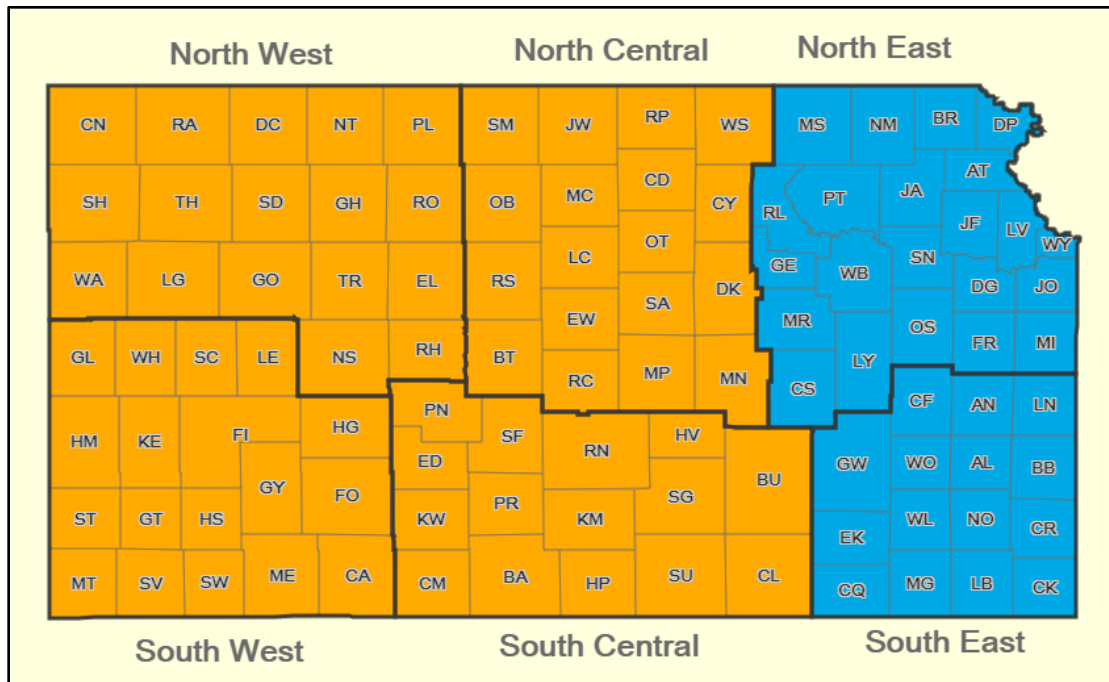 North West North Central North East
CN RA DC NT PL SM JW RP WS MS NM BR DP
SH TH SD GH RO OB MC CD CY RL PT JA AT
JF LV WY
WA LG GO TR EL RS LC OT DK GE WB SN DG JO
GL WH SC LE NS RH BT EW SA MR OS FR MI
RC MP MN CS LY
HM KE FI HG PN SF RN HV CF AN LN
ED GW WO AL BB
ST GT HS GY FO KW PR KM SG BU EK WL NO CR
MT SV SW ME CA CM BA HP SU CL CQ MG LB CK
South West South Central South East